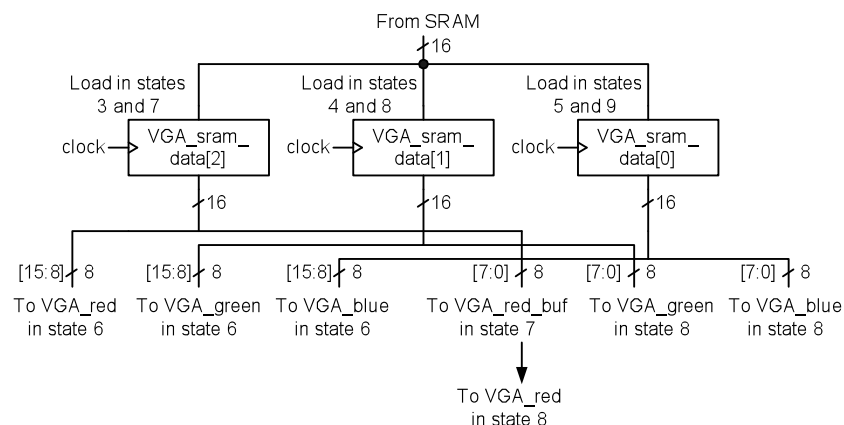 From SRAM
16
Load in states
3 and 7
Load in states
4 and 8
Load in states
5 and 9
clock
VGA_sram_
data[2]
clock
VGA_sram_
data[1]
clock
VGA_sram_
data[0]
16
16
16
[15:8] 8
[15:8] 8
[15:8] 8
[7:0] 8
[7:0] 8
[7:0] 8
To VGA_red
in state 6
To VGA_green
in state 6
To VGA_blue
in state 6
To VGA_red_buf
in state 7
To VGA_green
in state 8
To VGA_blue
in state 8
To VGA_red
in state 8